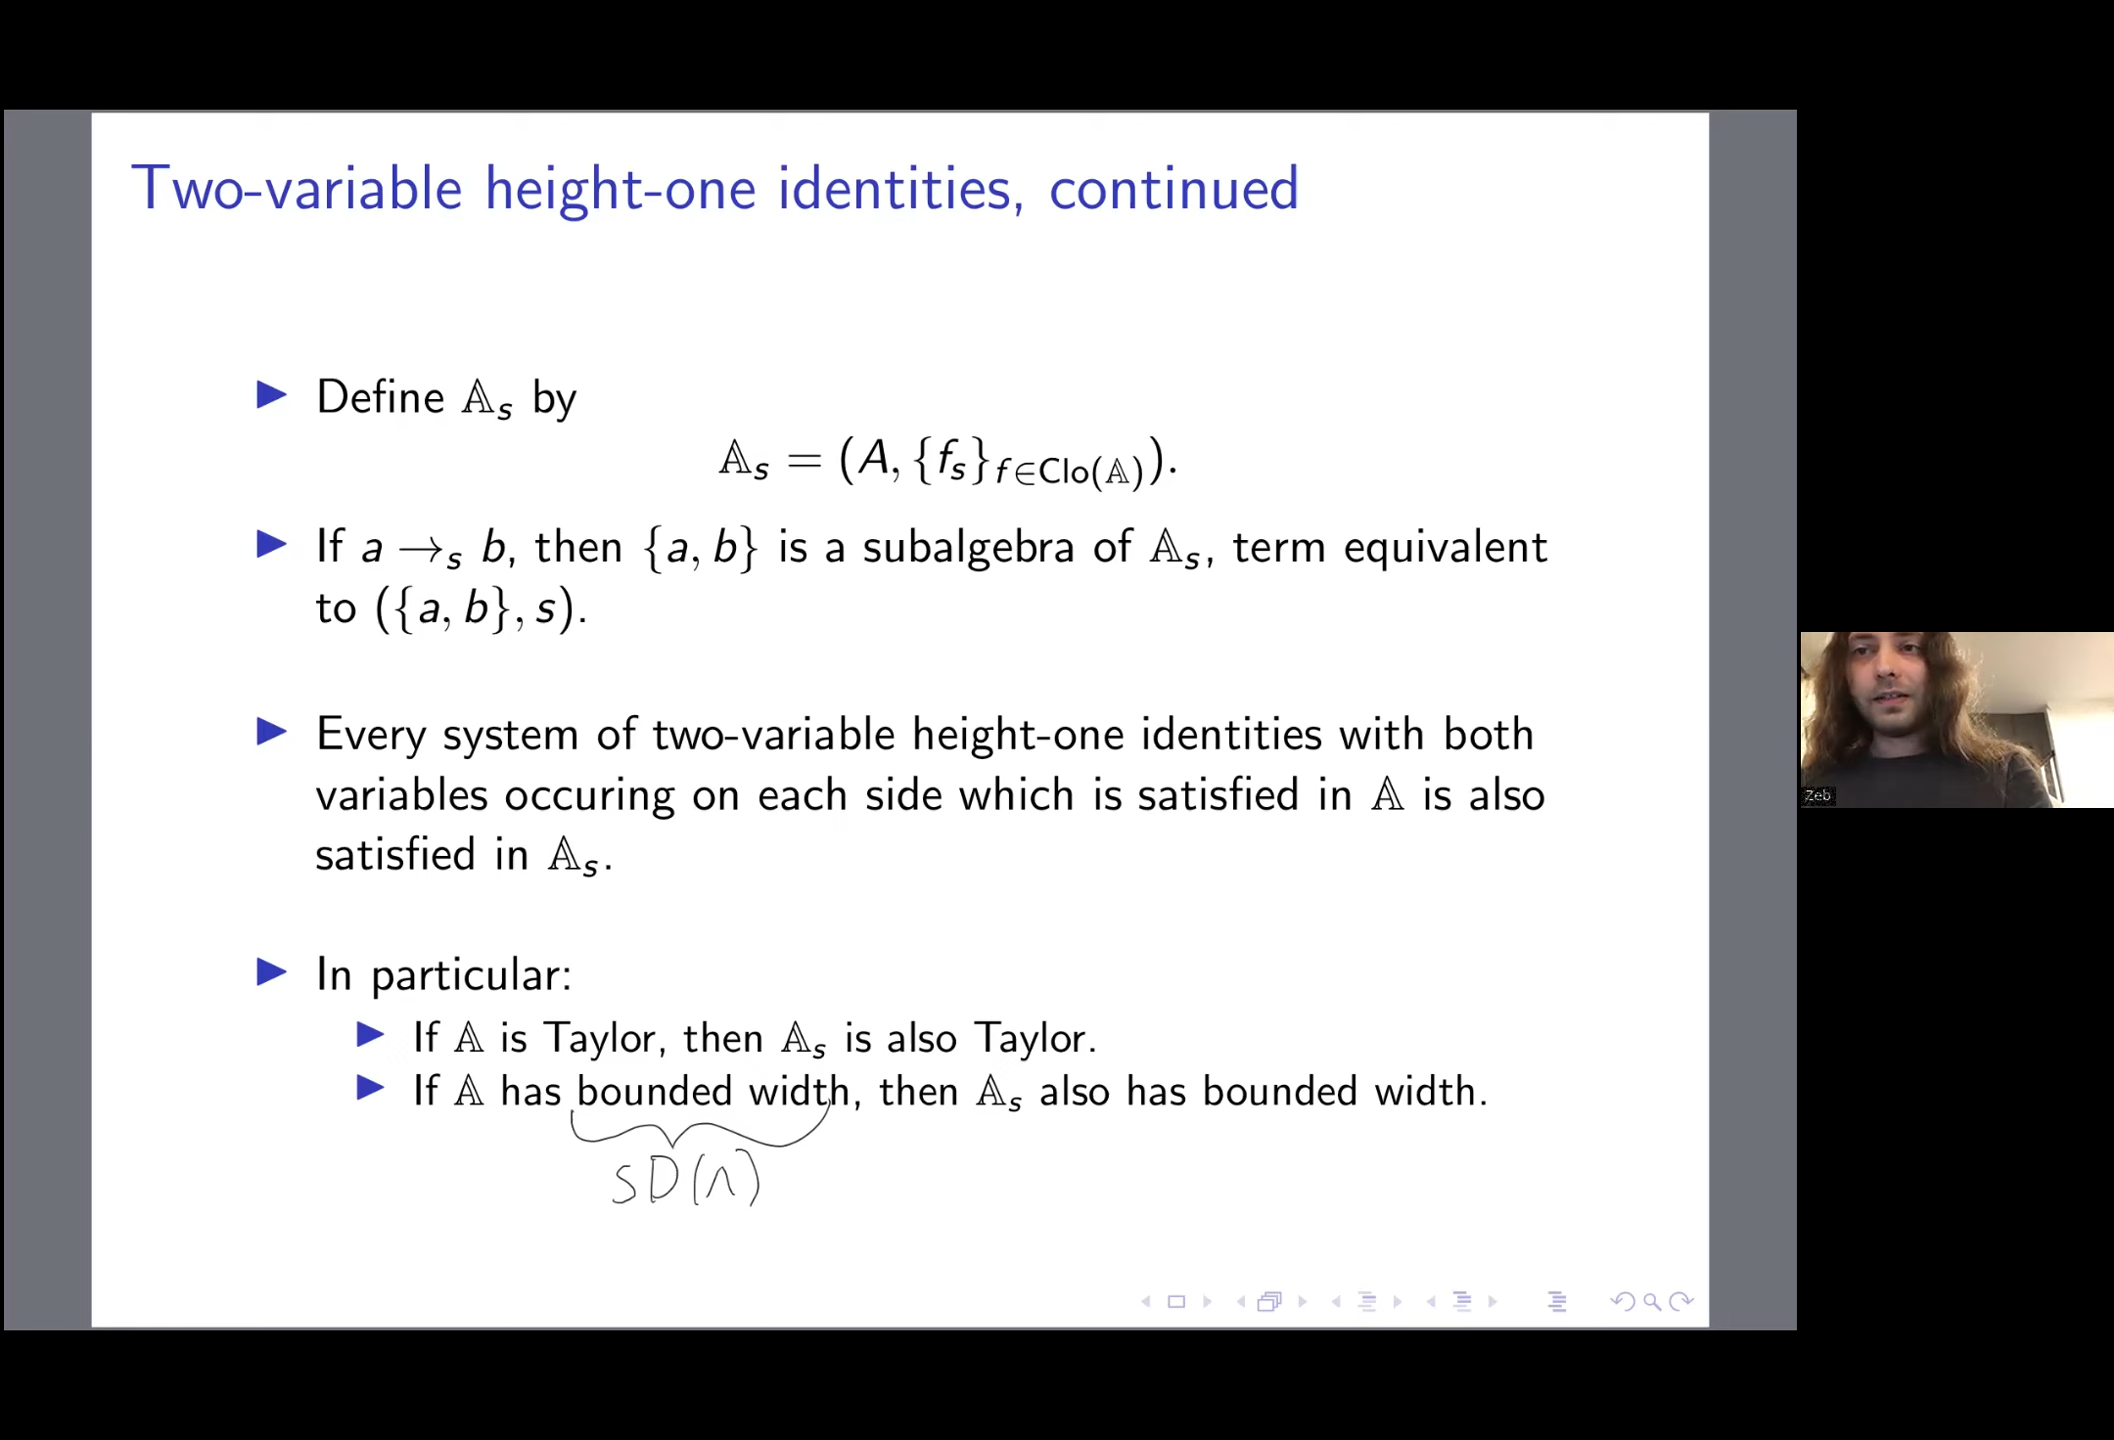 Two-variable height-one identities, continued
Define 𝔸ₛ by
𝔸ₛ = (A, {fₛ}_{f∈Clo(𝔸)}).
If a →ₛ b, then {a, b} is a subalgebra of 𝔸ₛ, term equivalent
to ({a, b}, s).
Every system of two-variable height-one identities with both
variables occuring on each side which is satisfied in 𝔸 is also
satisfied in 𝔸ₛ.
In particular:
If 𝔸 is Taylor, then 𝔸ₛ is also Taylor.
If 𝔸 has bounded width, then 𝔸ₛ also has bounded width.
SD(∧)
Zeb